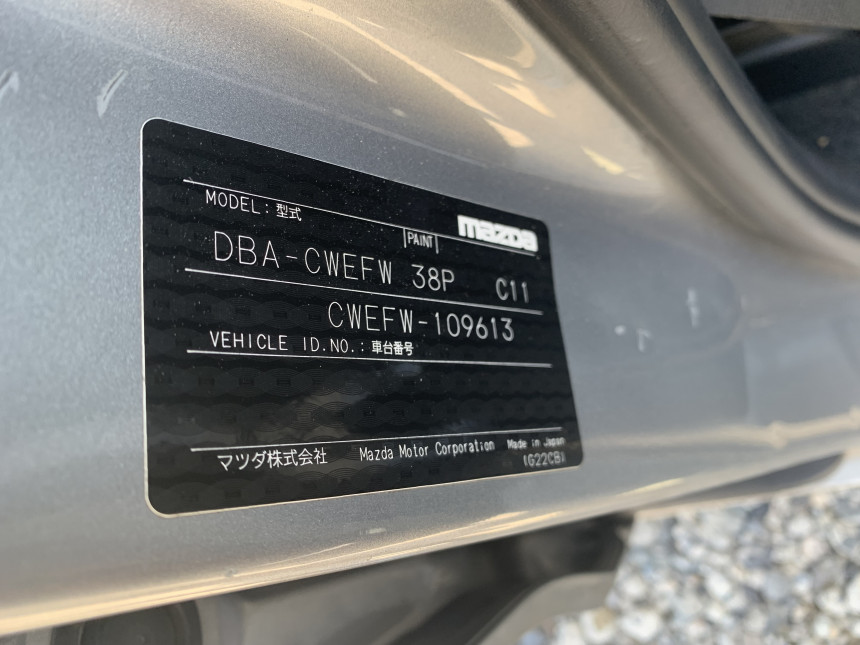 MODEL: 型式
mazda
PAINT
DBA-CWEFW 38P C11
CWEFW-109613
VEHICLE ID.NO.: 車台番号
マツダ株式会社 Mazda Motor Corporation Made in Japan
(G22CB)